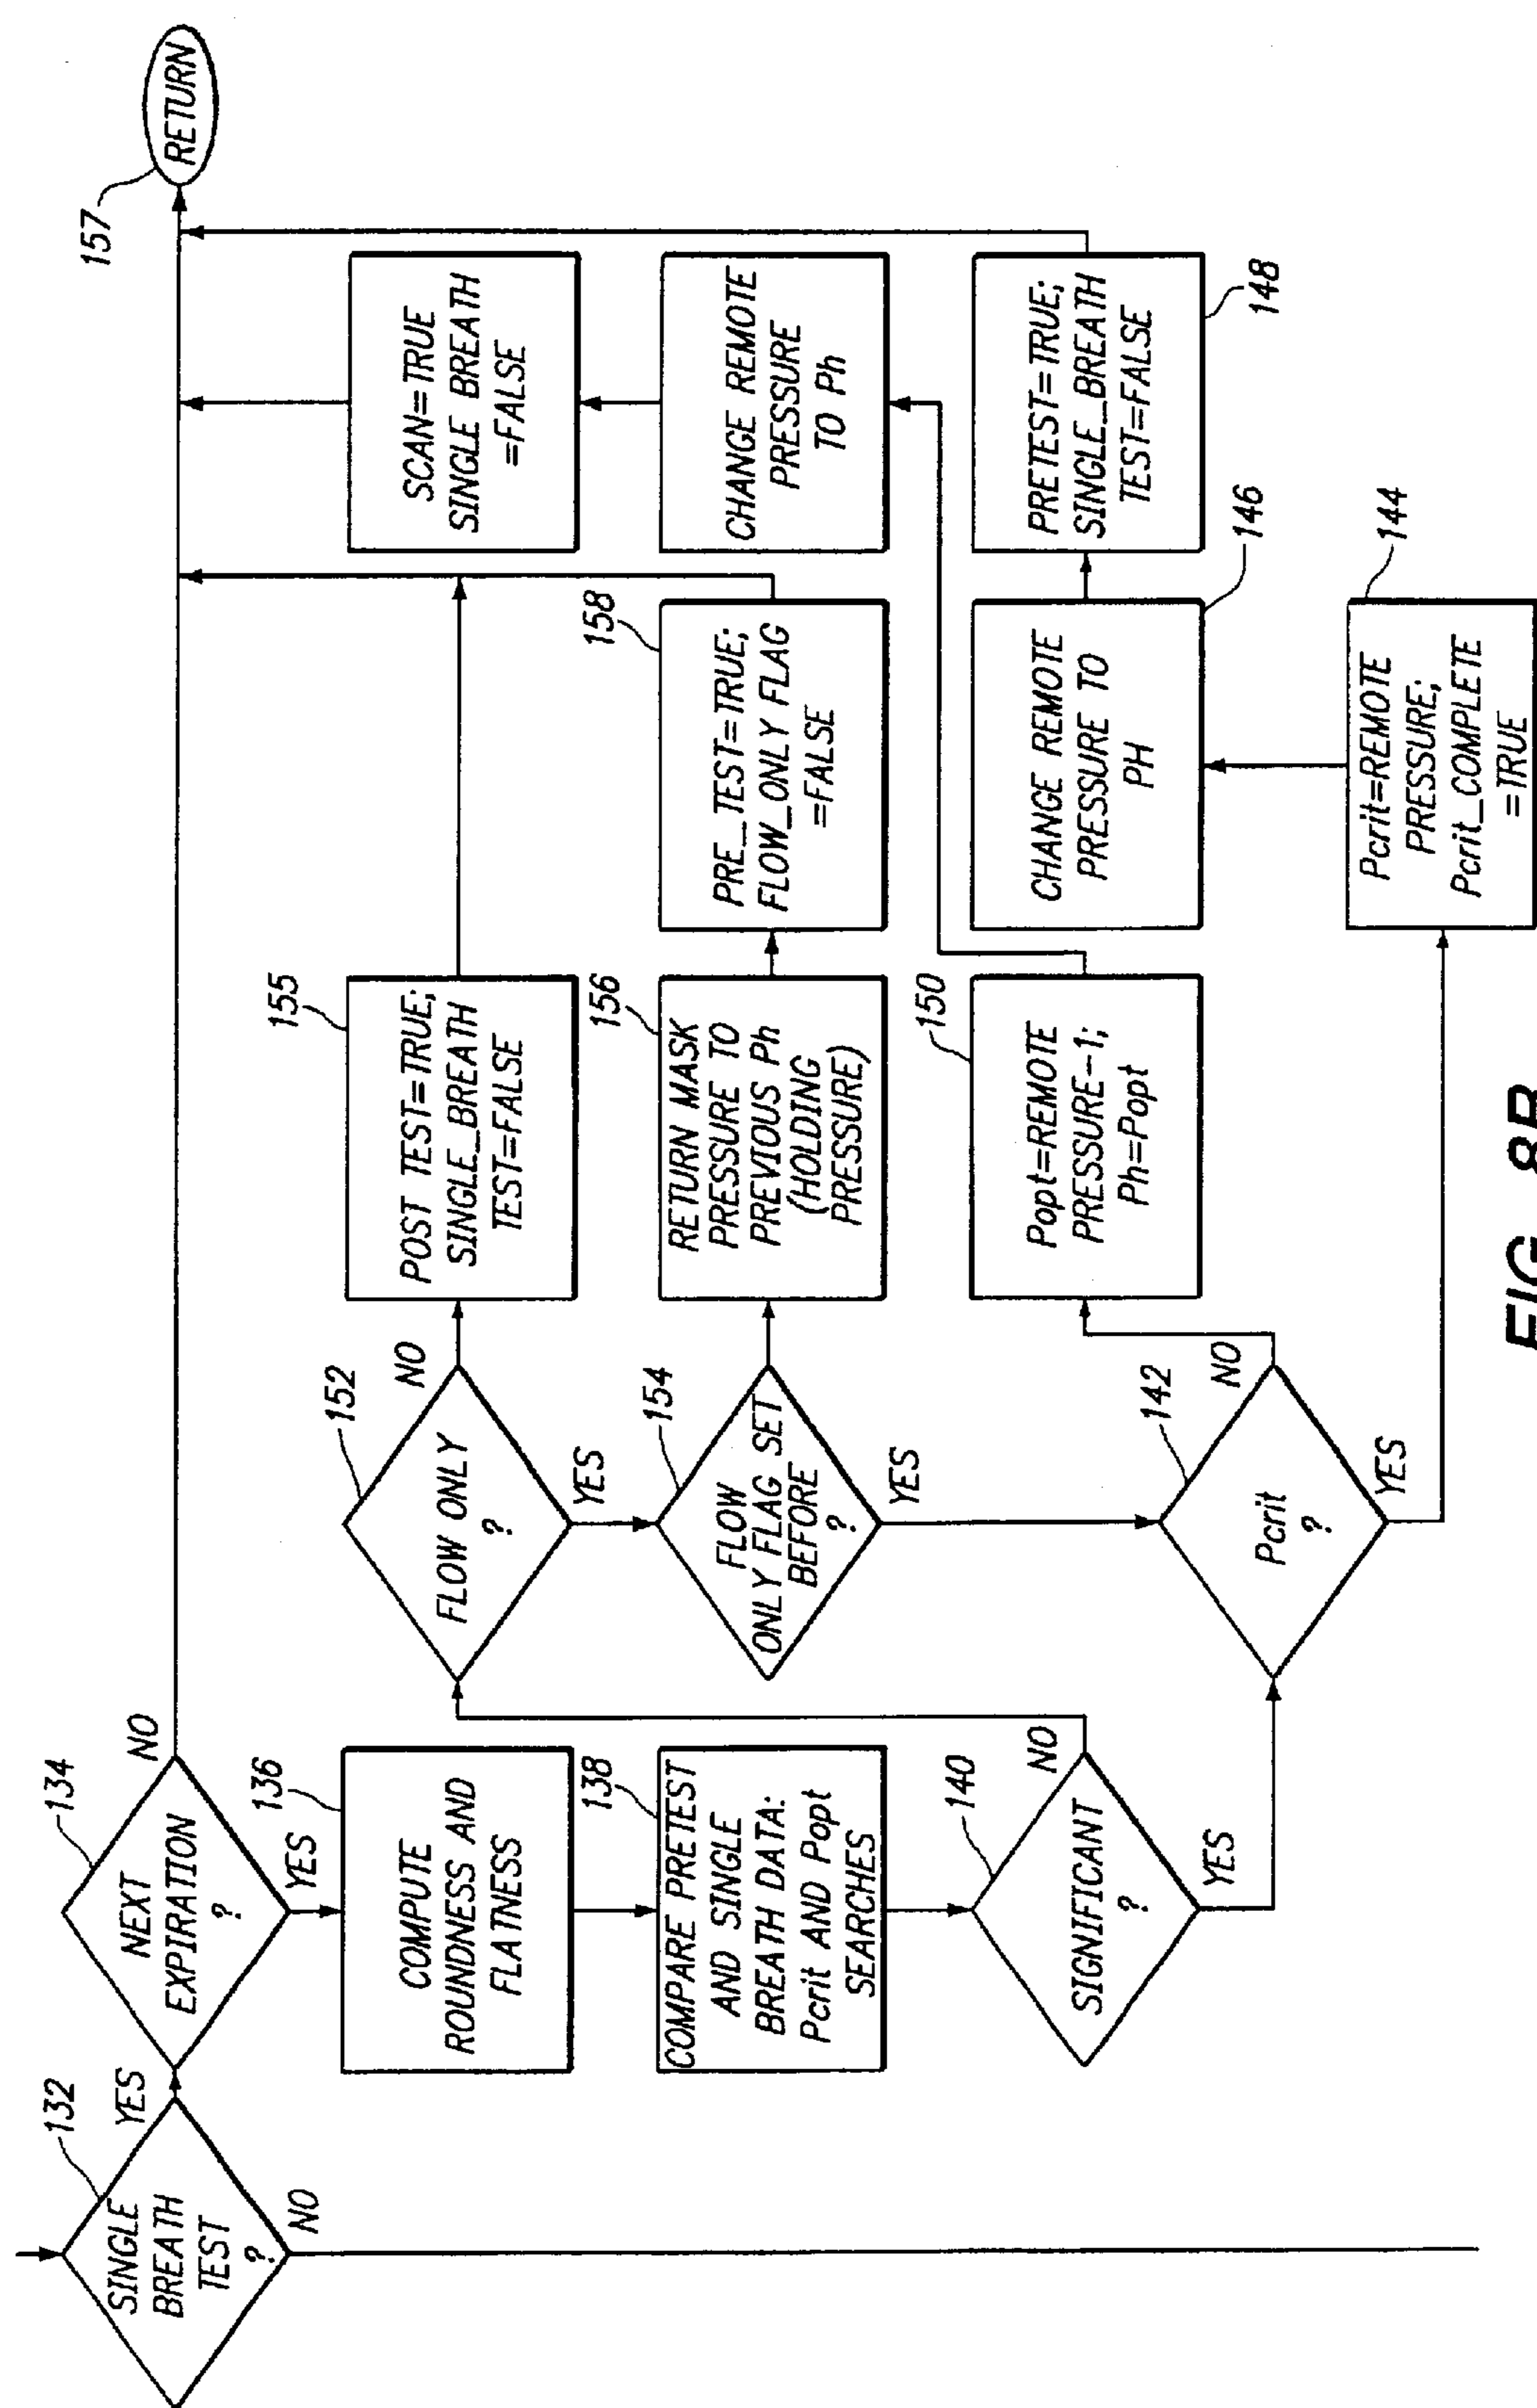 132
SINGLE
BREATH
TEST
?
YES
NO
134
NEXT
EXPIRATION
?
NO
YES
157
RETURN
136
COMPUTE
ROUNDNESS AND
FLATNESS
138
COMPARE PRETEST
AND SINGLE
BREATH DATA:
Pcrit AND Popt
SEARCHES
140
SIGNIFICANT
?
NO
YES
152
FLOW ONLY
?
NO
YES
154
FLOW
ONLY FLAG SET
BEFORE
?
YES
142
Pcrit
?
NO
YES
155
POST TEST=TRUE;
SINGLE_BREATH
TEST=FALSE
156
RETURN MASK
PRESSURE TO
PREVIOUS Ph
(HOLDING
PRESSURE)
150
Popt=REMOTE
PRESSURE-1;
Ph=Popt
158
PRE_TEST=TRUE;
FLOW_ONLY FLAG
=FALSE
CHANGE REMOTE
PRESSURE TO
PH
146
Pcrit=REMOTE
PRESSURE;
Pcrit_COMPLETE
=TRUE
144
SCAN=TRUE
SINGLE BREATH
=FALSE
CHANGE REMOTE
PRESSURE
TO Ph
PRETEST=TRUE;
SINGLE_BREATH
TEST=FALSE
148
FIG. 8B